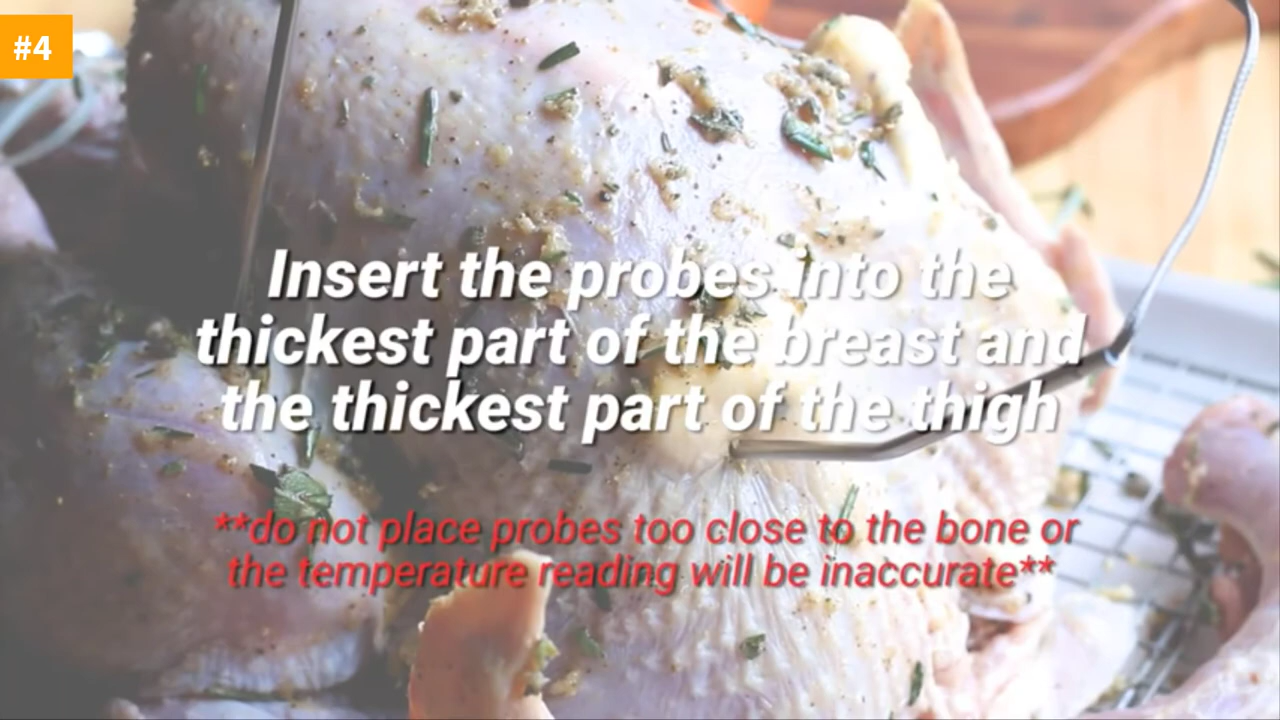 #4
Insert the probes into the
thickest part of the breast and
the thickest part of the thigh
**do not place probes too close to the bone or
the temperature reading will be inaccurate**